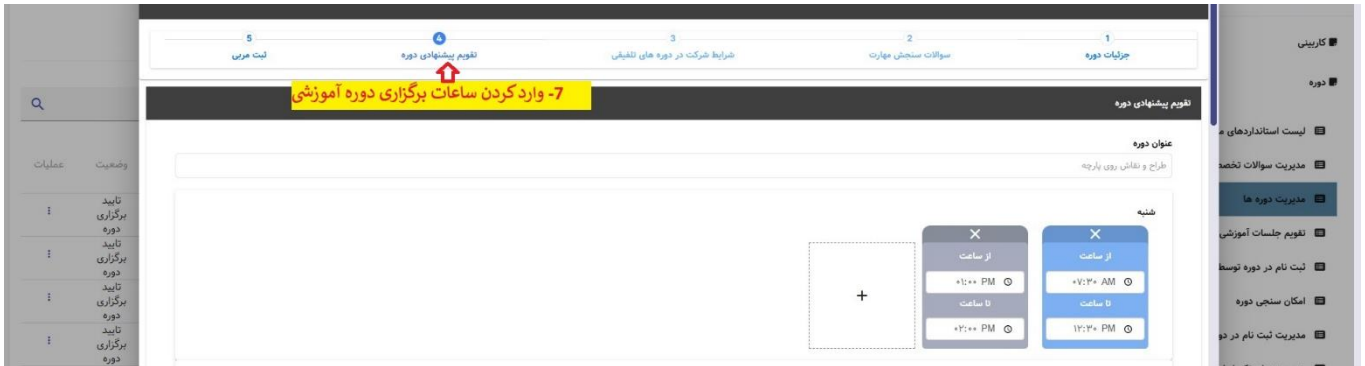 کاربینی
دوره
لیست استانداردهای
مدیریت سوالات
مدیریت دوره ها
تقویم جلسات آموزشی
ثبت نام در دوره توسط
امکان سنجی دوره
مدیریت ثبت نام در
1
جزئیات دوره
2
سوالات سنجش مهارت
3
شرایط شرکت در دوره های تلفیقی
4
تقویم پیشنهادی دوره
5
ثبت مربی
7- وارد کردن ساعات برگزاری دوره آموزشی
تقویم پیشنهادی دوره
عنوان دوره
طراح و نقاش روی پارچه
شنبه
از ساعت
۰۷:۳۰ AM
تا ساعت
۱۲:۳۰ PM
از ساعت
۰۱:۰۰ PM
تا ساعت
۰۲:۰۰ PM
+
وضعیت
عملیات
تایید
برگزاری
دوره
تایید
برگزاری
دوره
تایید
برگزاری
دوره
تایید
برگزاری
دوره